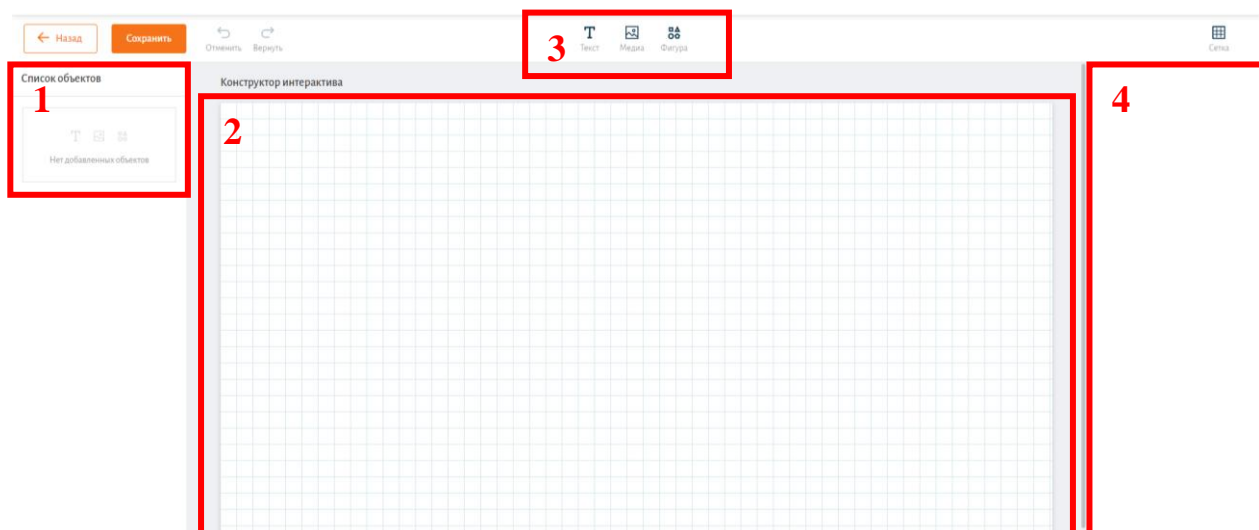 Назад
Сохранить
Отменить
Вернуть
3
T
Текст
Медиа
Фигура
Сетка
Список объектов
1
Конструктор интерактива
2
4
T
Нет добавленных объектов